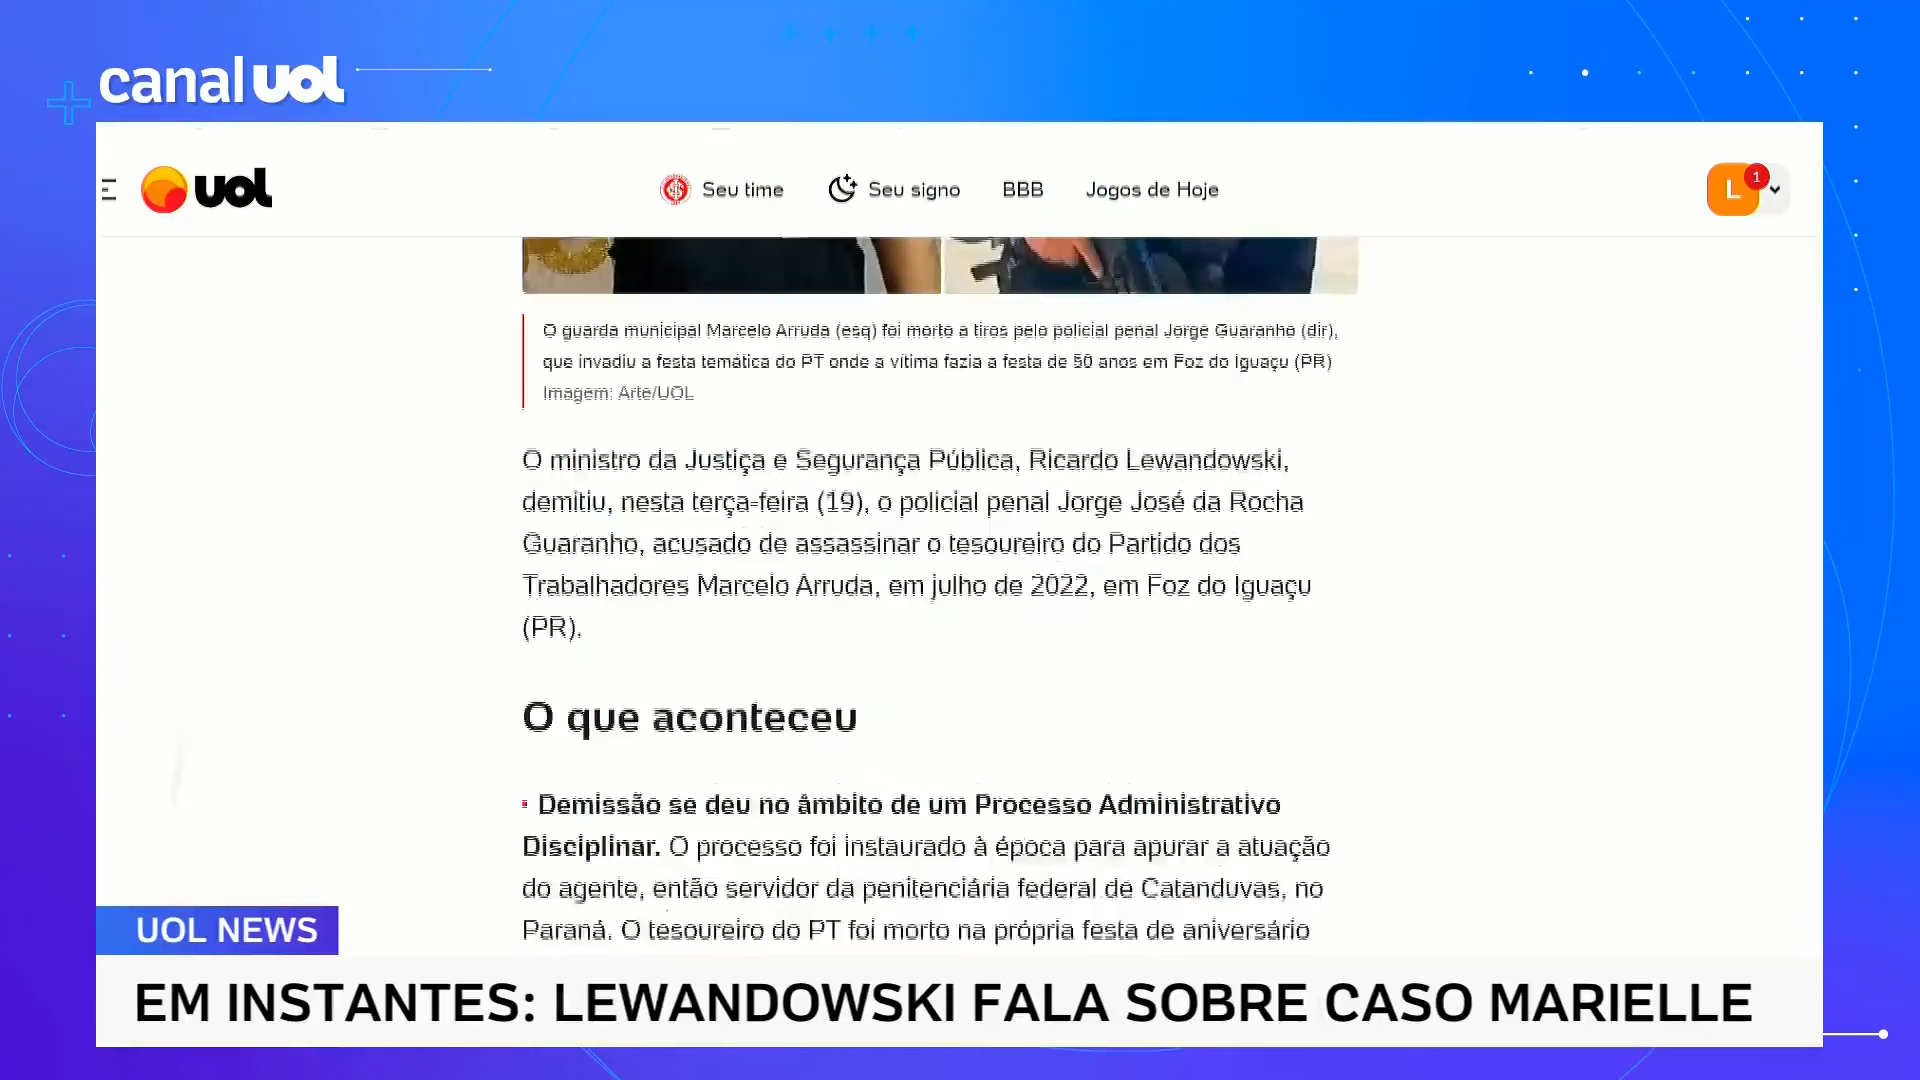 canal uol
uol
Seu time
Seu signo
BBB
Jogos de Hoje
L
1
O guarda municipal Marcelo Arruda (esq) foi morto a tiros pelo policial penal Jorge Guaranho (dir),
que invadiu a festa temática do PT onde a vítima fazia a festa de 50 anos em Foz do Iguaçu (PR)
Imagem: Arte/UOL
O ministro da Justiça e Segurança Pública, Ricardo Lewandowski,
demitiu, nesta terça-feira (19), o policial penal Jorge José da Rocha
Guaranho, acusado de assassinar o tesoureiro do Partido dos
Trabalhadores Marcelo Arruda, em julho de 2022, em Foz do Iguaçu
(PR).
O que aconteceu
Demissão se deu no âmbito de um Processo Administrativo
Disciplinar. O processo foi instaurado à época para apurar a atuação
do agente, então servidor da penitenciária federal de Catanduvas, no
Paraná. O tesoureiro do PT foi morto na própria festa de aniversário
UOL NEWS
EM INSTANTES: LEWANDOWSKI FALA SOBRE CASO MARIELLE